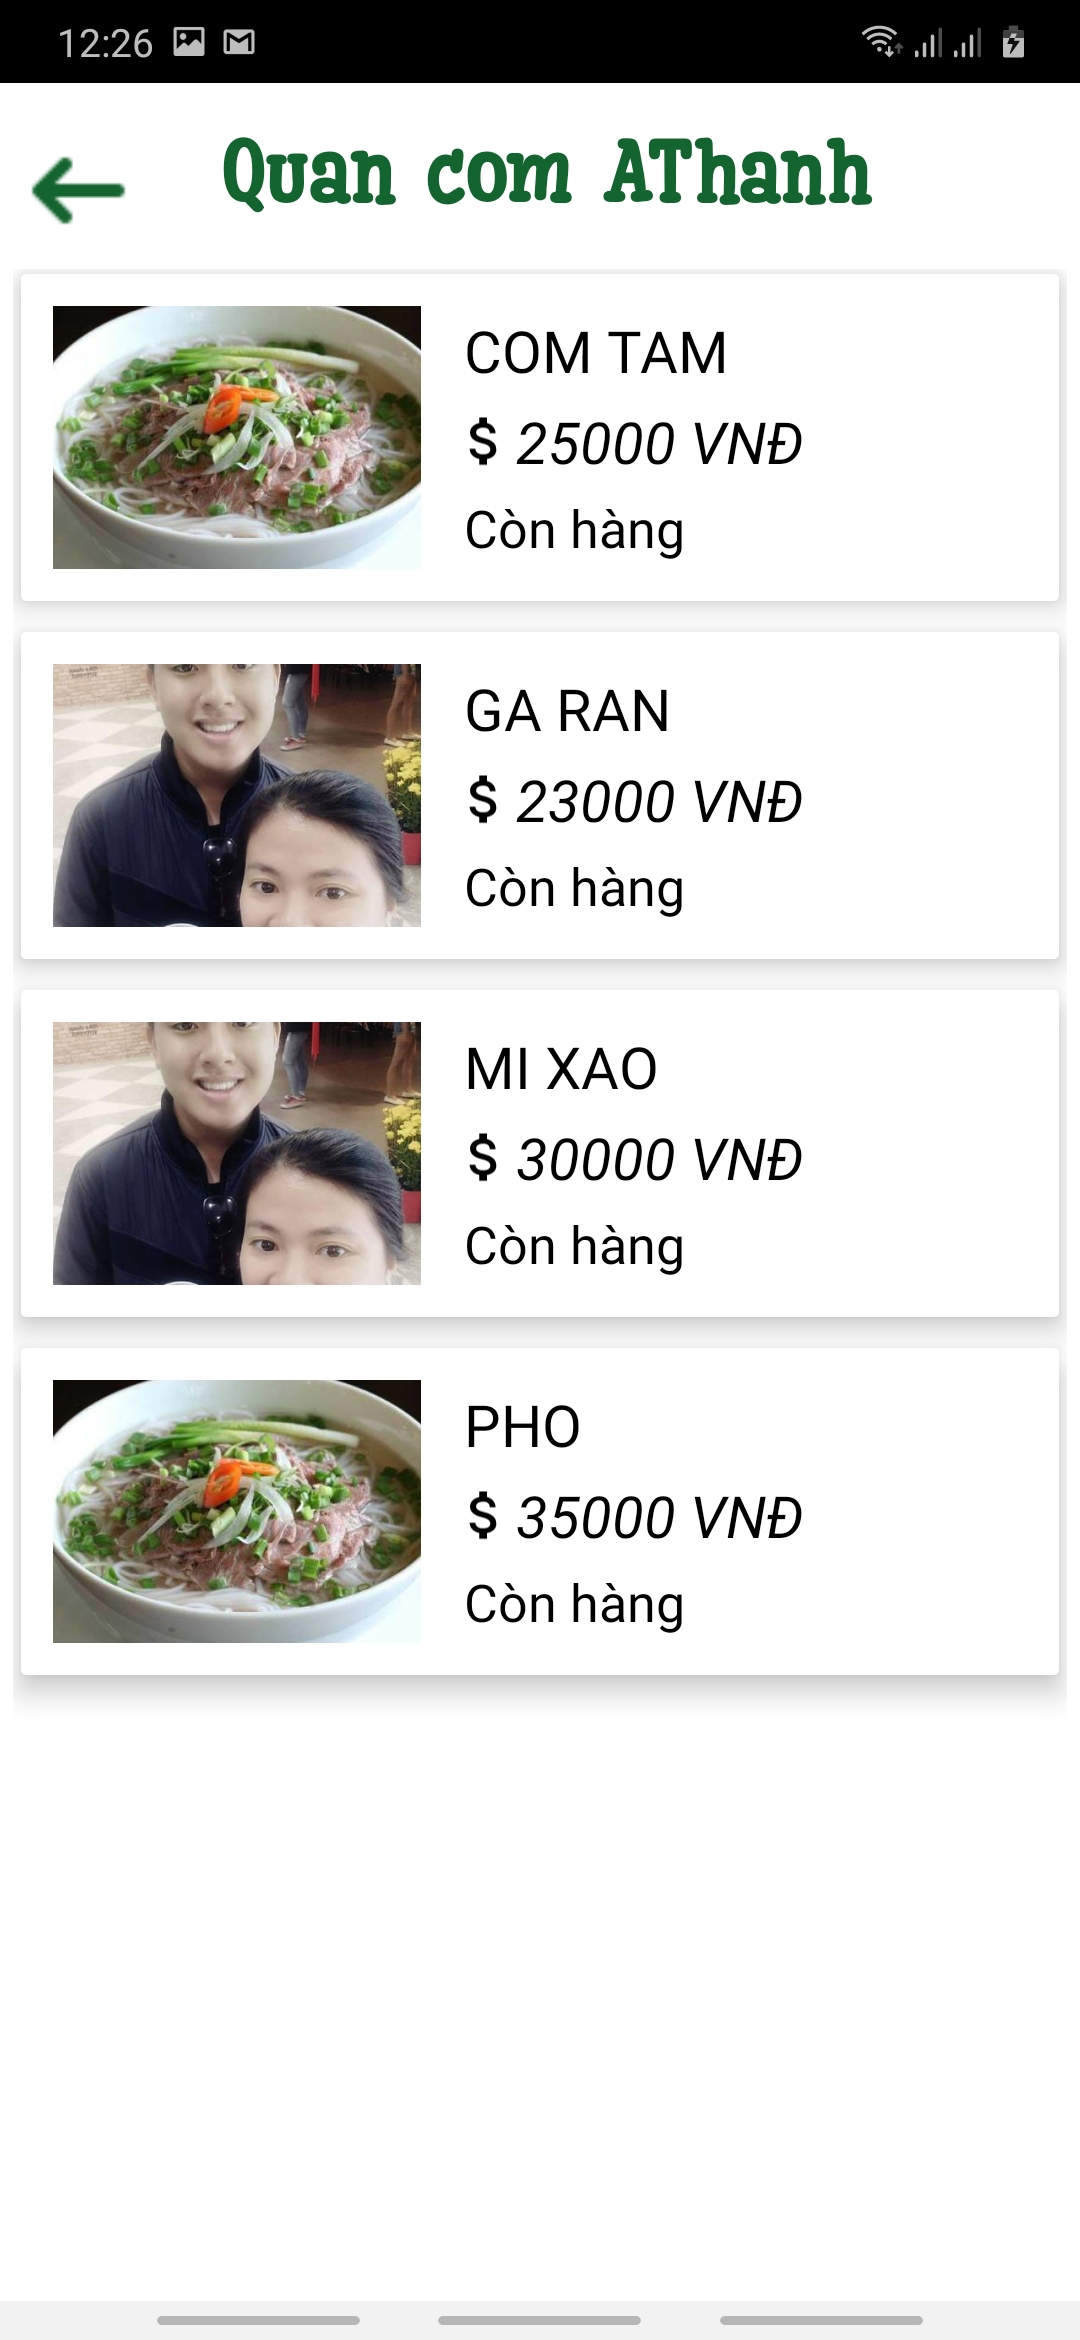 12:26
Quan com AThanh
COM TAM
$ 25000 VNĐ
Còn hàng
GA RAN
$ 23000 VNĐ
Còn hàng
MI XAO
$ 30000 VNĐ
Còn hàng
PHO
$ 35000 VNĐ
Còn hàng